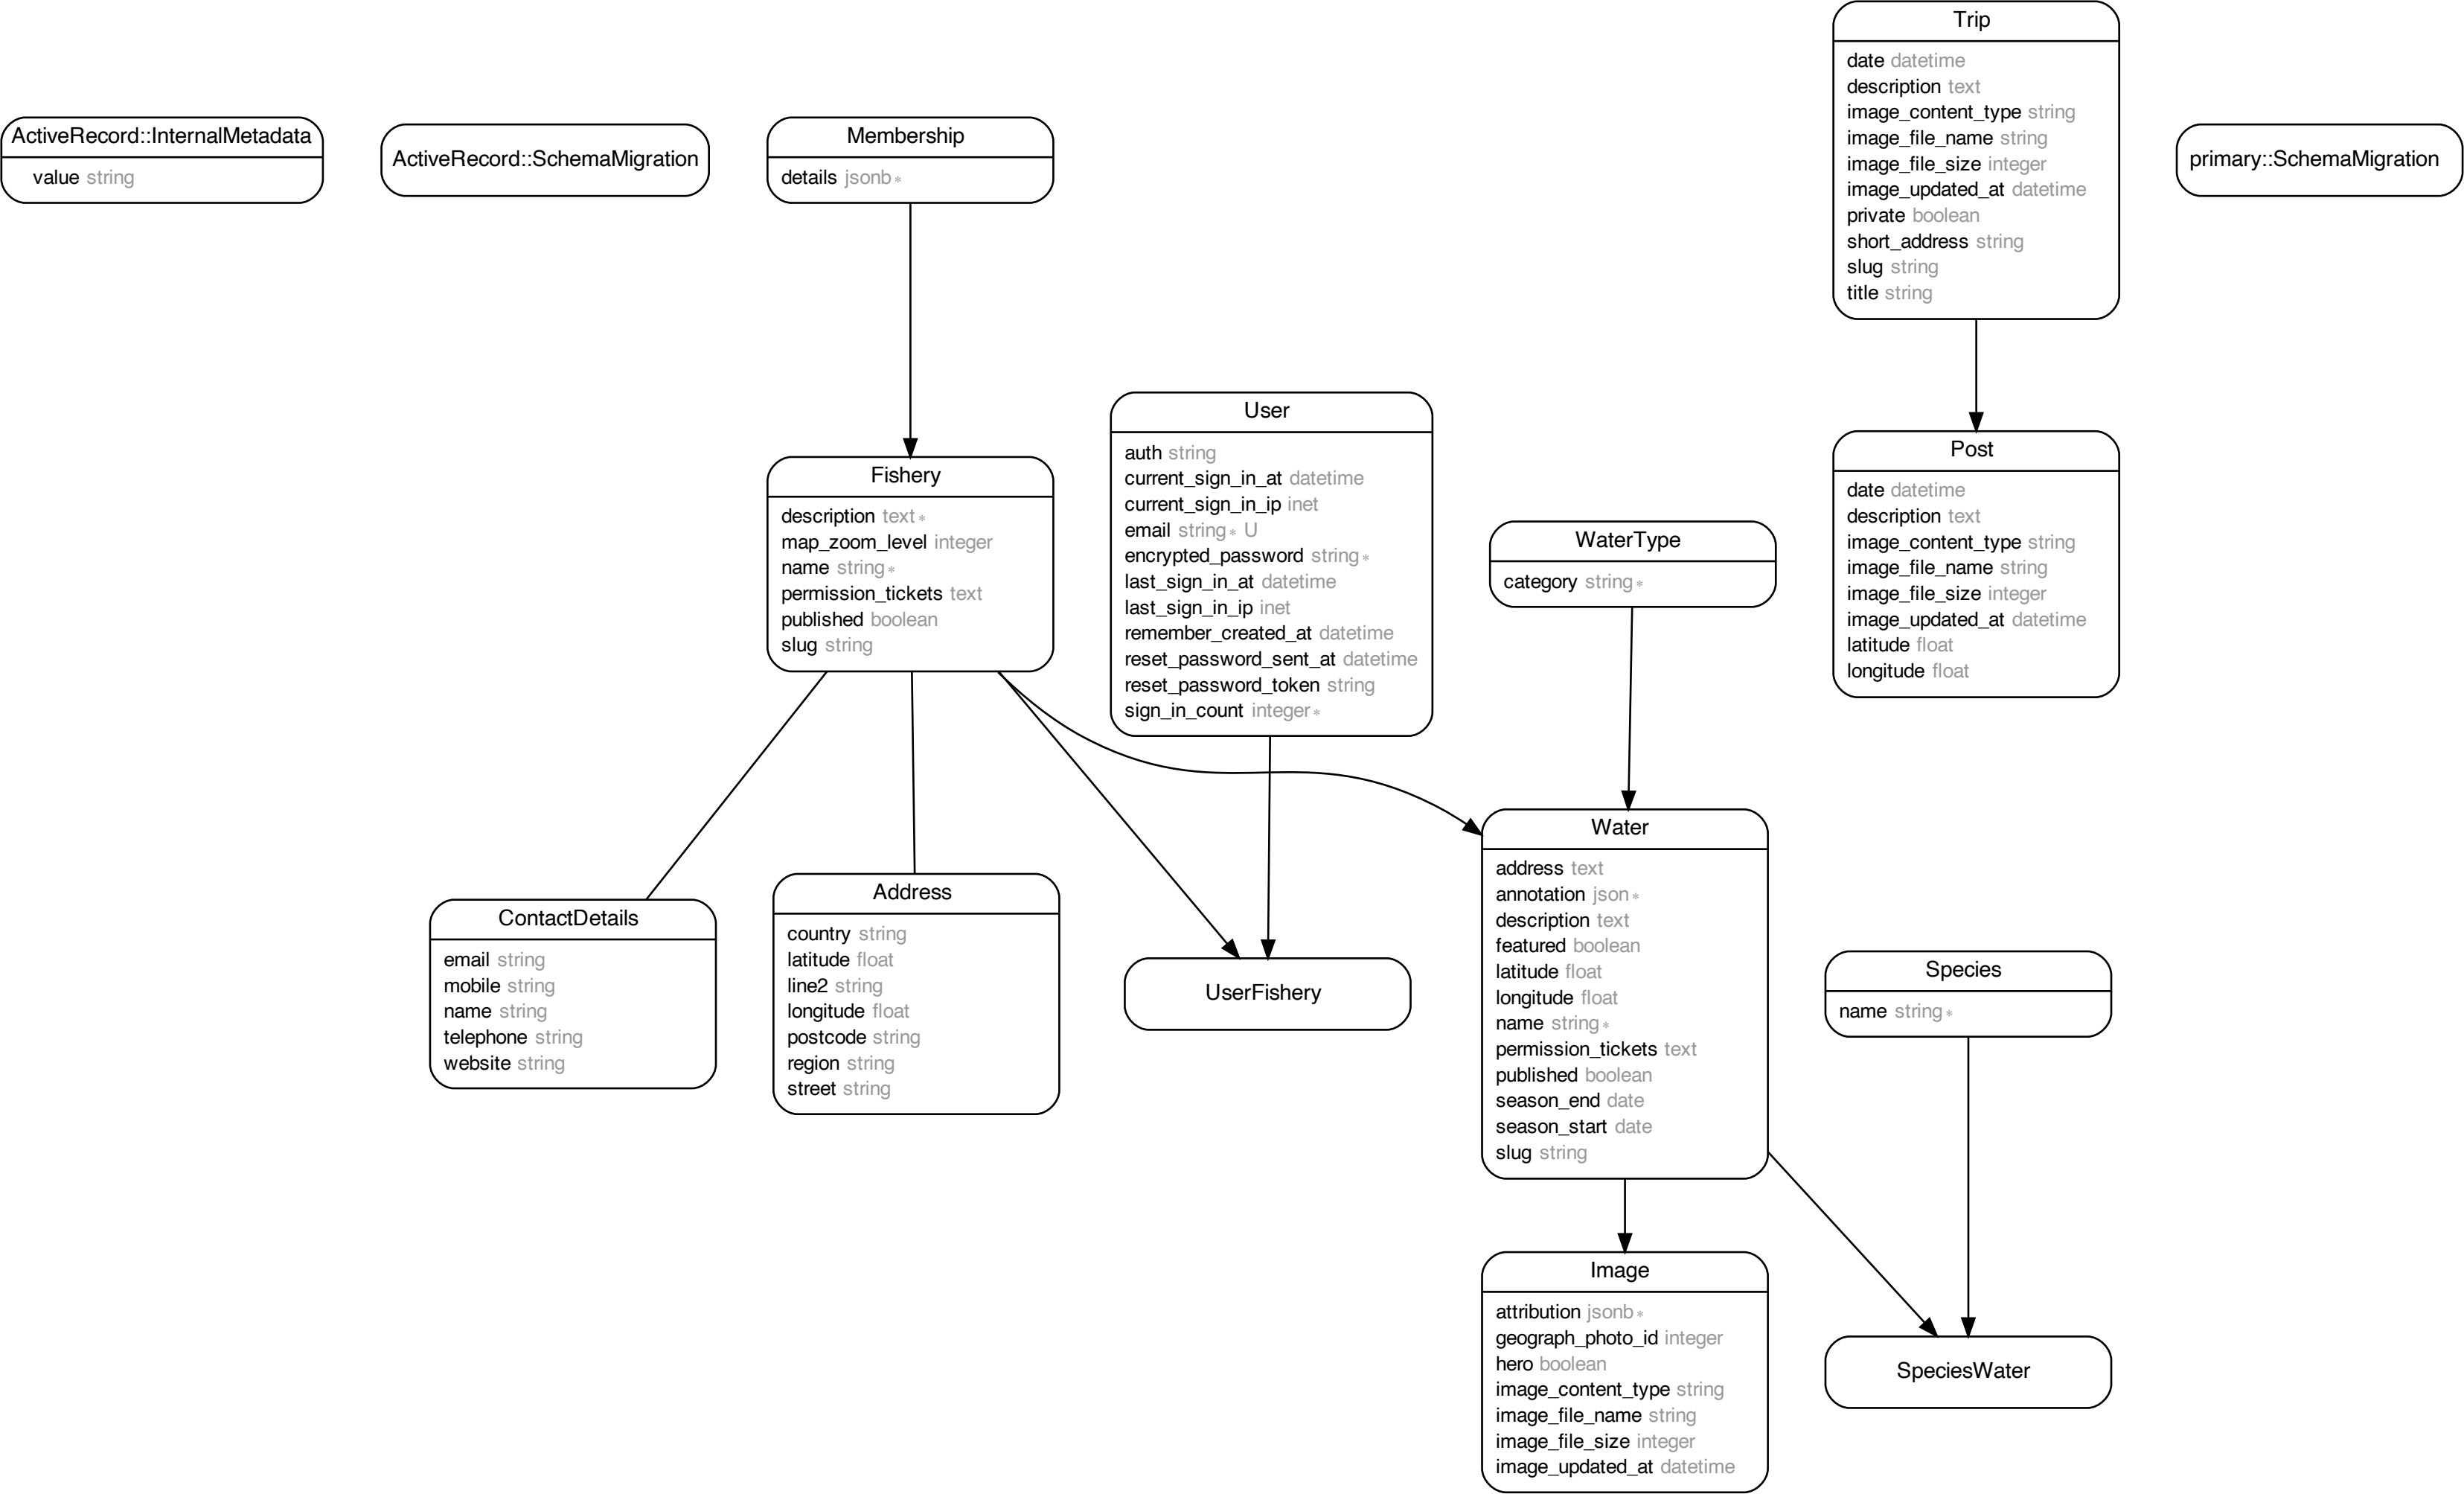 ActiveRecord::InternalMetadata
value string
ActiveRecord::SchemaMigration
Membership
details jsonb *
Trip
date datetime
description text
image_content_type string
image_file_name string
image_file_size integer
image_updated_at datetime
private boolean
short_address string
slug string
title string
primary::SchemaMigration
Fishery
description text *
map_zoom_level integer
name string *
permission_tickets text
published boolean
slug string
User
auth string
current_sign_in_at datetime
current_sign_in_ip inet
email string * U
encrypted_password string *
last_sign_in_at datetime
last_sign_in_ip inet
remember_created_at datetime
reset_password_sent_at datetime
reset_password_token string
sign_in_count integer *
WaterType
category string *
Post
date datetime
description text
image_content_type string
image_file_name string
image_file_size integer
image_updated_at datetime
latitude float
longitude float
ContactDetails
email string
mobile string
name string
telephone string
website string
Address
country string
latitude float
line2 string
longitude float
postcode string
region string
street string
UserFishery
Water
address text
annotation json *
description text
featured boolean
latitude float
longitude float
name string *
permission_tickets text
published boolean
season_end date
season_start date
slug string
Species
name string *
Image
attribution jsonb *
geograph_photo_id integer
hero boolean
image_content_type string
image_file_name string
image_file_size integer
image_updated_at datetime
SpeciesWater